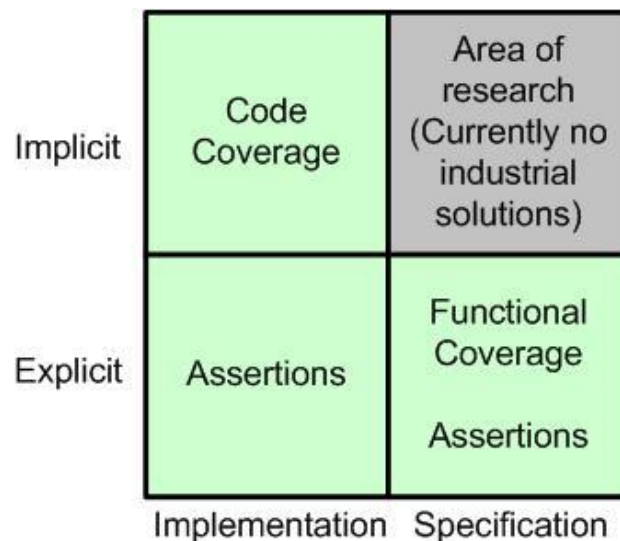 Implicit
Code
Coverage
Area of
research
(Currently no
industrial
solutions)
Explicit
Assertions
Functional
Coverage
Assertions
Implementation
Specification